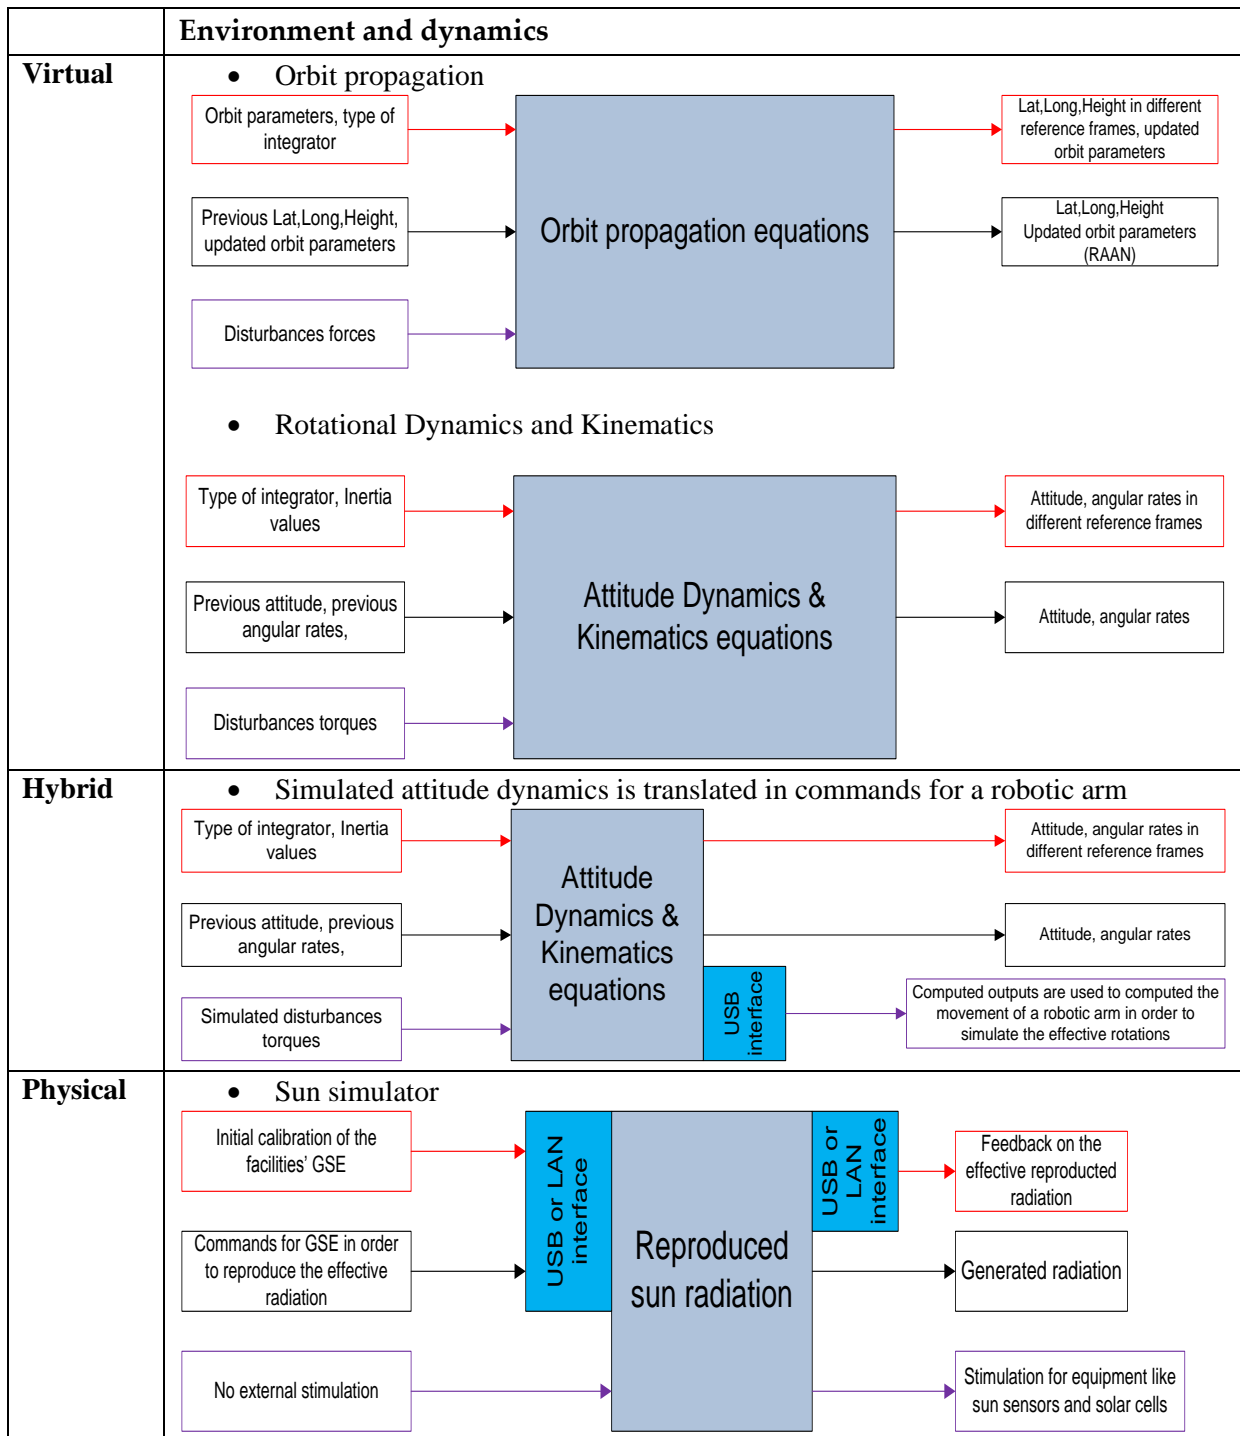 Environment and dynamics
Virtual
• Orbit propagation
Orbit parameters, type of
integrator
Previous Lat,Long,Height,
updated orbit parameters
Disturbances forces
Orbit propagation equations
Lat,Long,Height in different
reference frames, updated
orbit parameters
Lat,Long,Height
Updated orbit parameters
(RAAN)
• Rotational Dynamics and Kinematics
Type of integrator, Inertia
values
Previous attitude, previous
angular rates,
Disturbances torques
Attitude Dynamics &
Kinematics equations
Attitude, angular rates in
different reference frames
Attitude, angular rates
Hybrid
• Simulated attitude dynamics is translated in commands for a robotic arm
Type of integrator, Inertia
values
Previous attitude, previous
angular rates,
Simulated disturbances
torques
Attitude
Dynamics &
Kinematics
equations
USB
interface
Attitude, angular rates in
different reference frames
Attitude, angular rates
Computed outputs are used to computed the
movement of a robotic arm in order to
simulate the effective rotations
Physical
• Sun simulator
Initial calibration of the
facilities' GSE
Commands for GSE in order
to reproduce the effective
radiation
No external stimulation
USB or LAN
interface
Reproduced
sun radiation
USB or
LAN
interface
Feedback on the
effective reproducted
radiation
Generated radiation
Stimulation for equipment like
sun sensors and solar cells